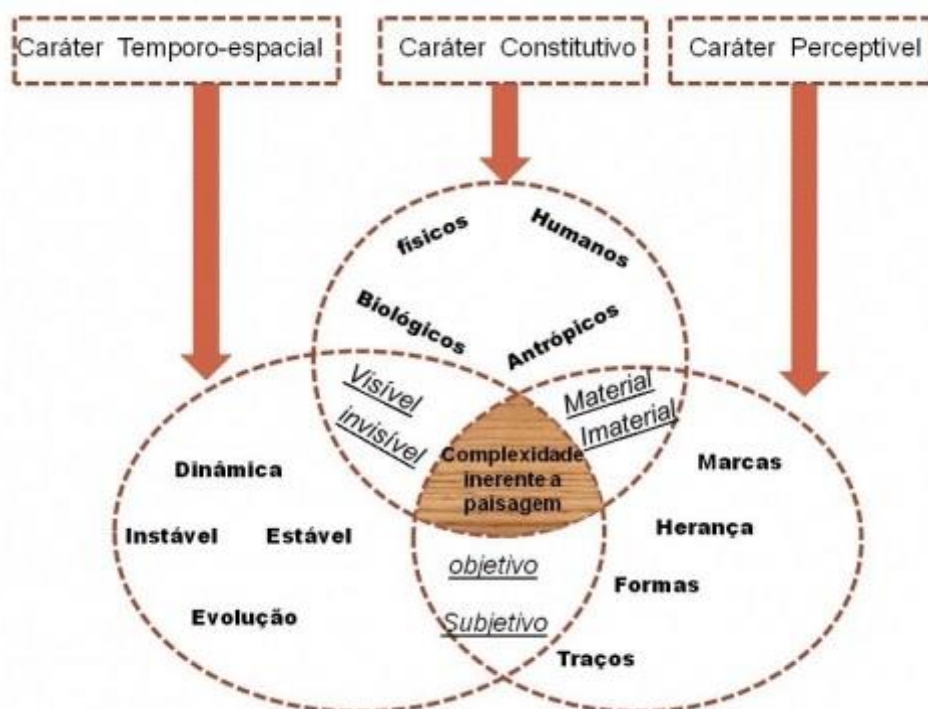 Caráter Temporo-espacial
Caráter Constitutivo
Caráter Perceptível
físicos
Humanos
Biológicos
Antrópicos
Visível
invisível
Material
Imaterial
Complexidade
inerente a
paisagem
Dinâmica
Instável
Estável
Evolução
objetivo
Subjetivo
Marcas
Herança
Formas
Traços